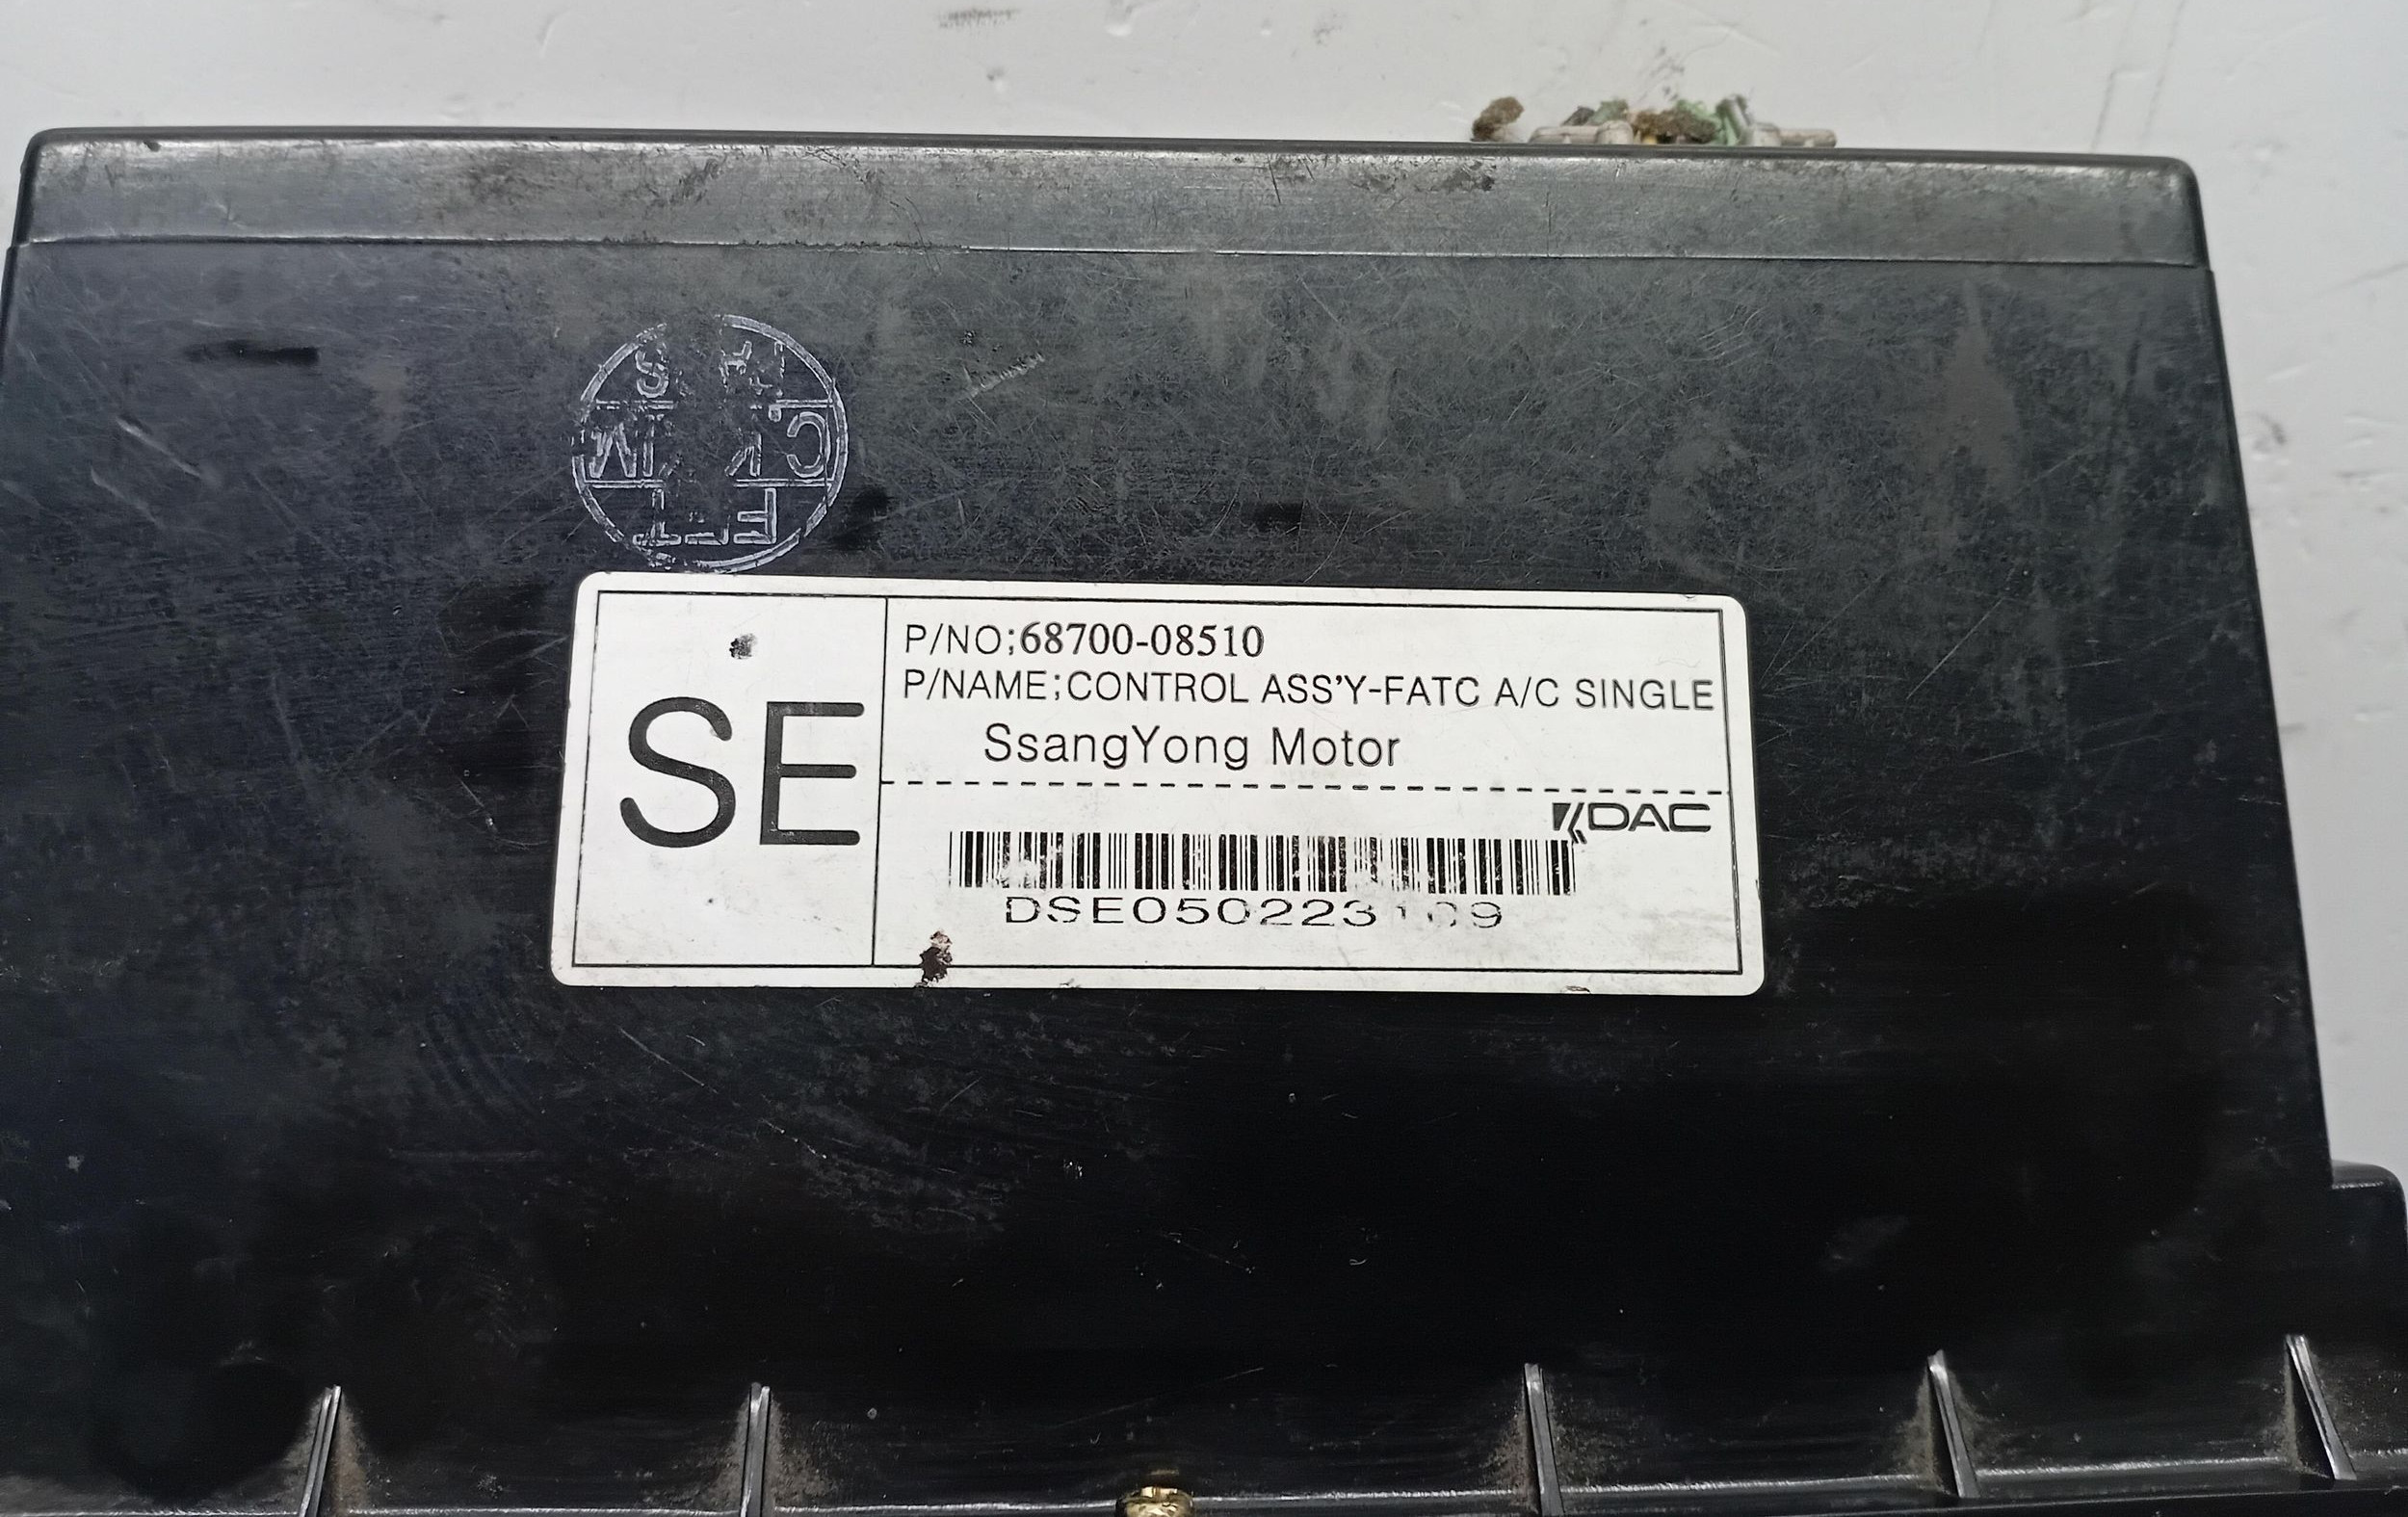 SE
P/NO;68700-08510
P/NAME;CONTROL ASS'Y-FATC A/C SINGLE
SsangYong Motor
DAC